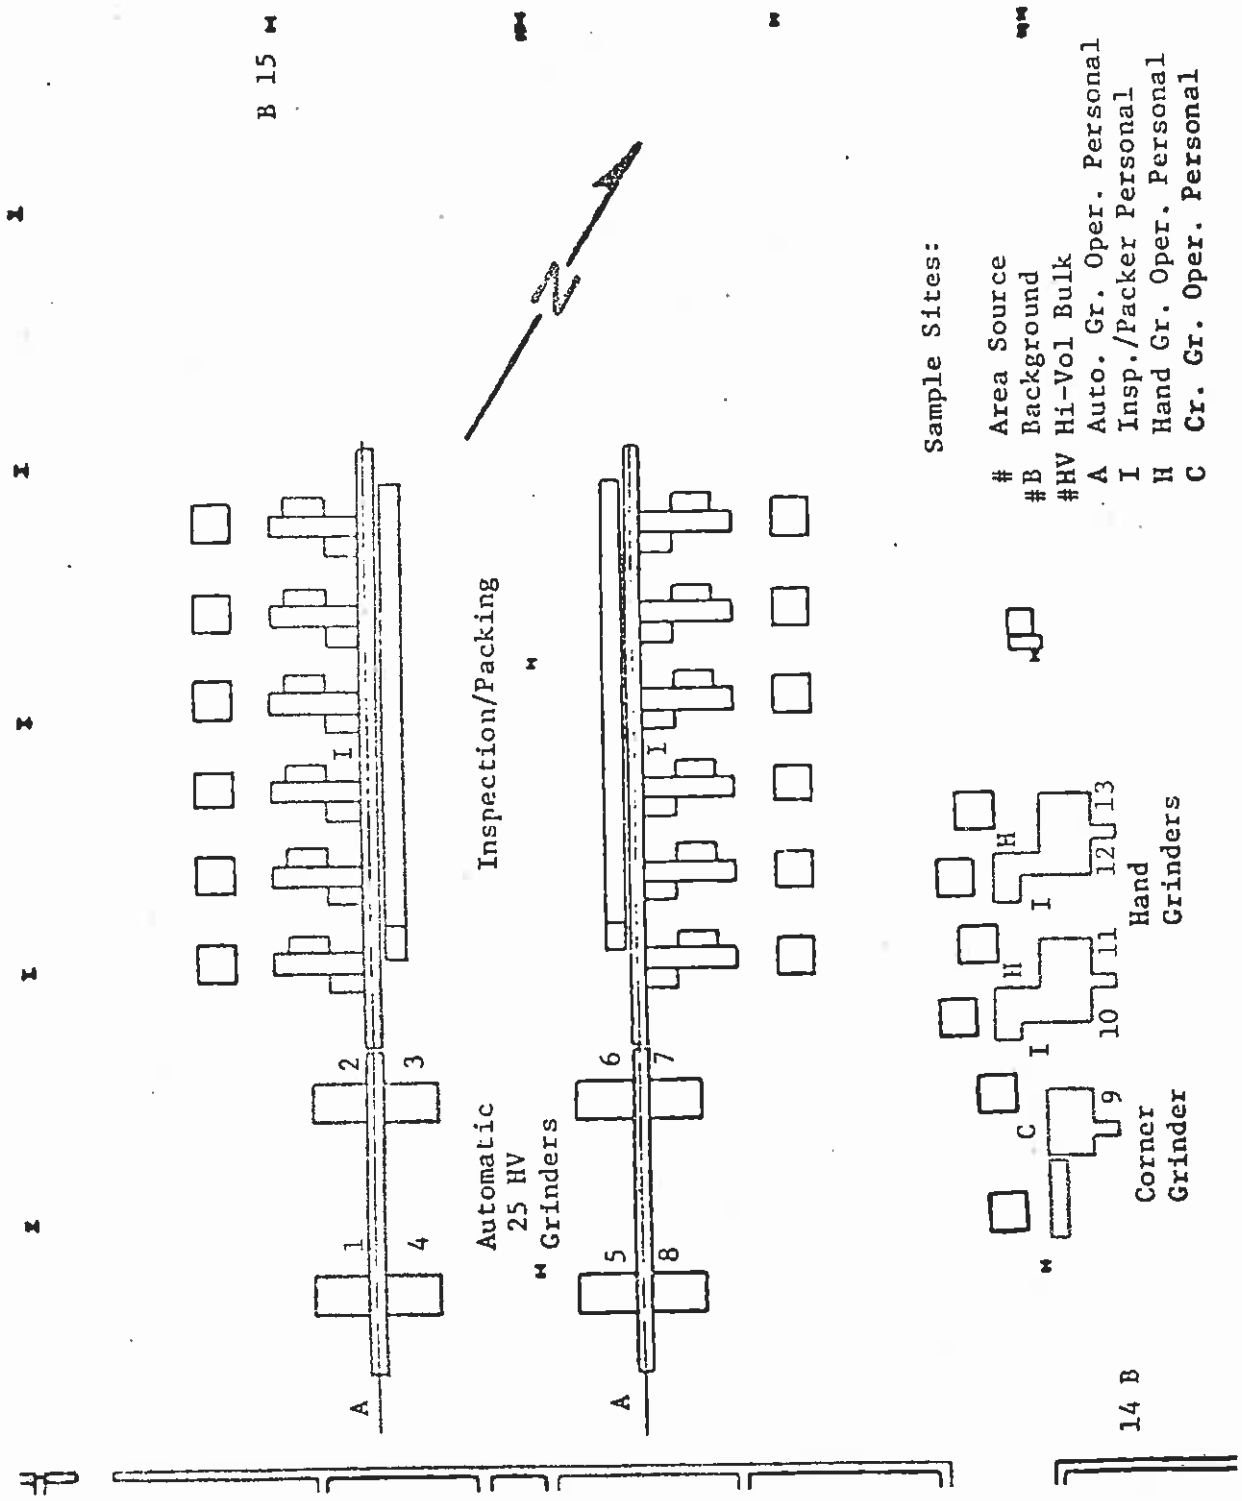 B 15
N
A
1
2
4
3
Automatic
25 HV
Grinders
Inspection/Packing
I
A
5
6
8
7
I
Corner
Grinder
C
9
Hand
Grinders
I
H
10
11
I
H
12
13
14 B
Sample Sites:
# Area Source
#B Background
#HV Hi-Vol Bulk
A Auto. Gr. Oper. Personal
I Insp./Packer Personal
H Hand Gr. Oper. Personal
C Cr. Gr. Oper. Personal